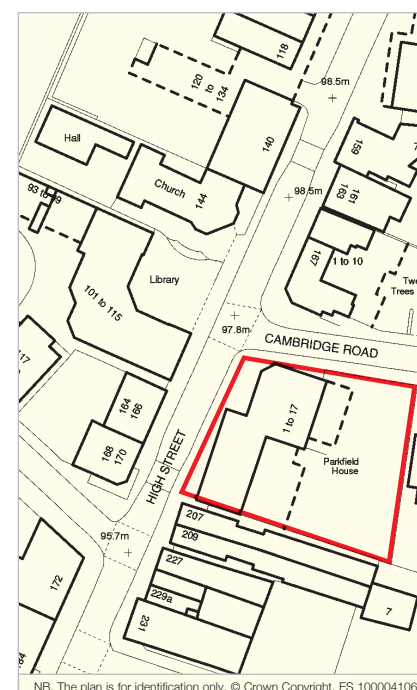 118
98.5m
120
to
134
140
159
Hall
Church
144
98.5m
161
163
93 to 99
167
1 to 10
Library
Two
Trees
101 to 115
97.8m
CAMBRIDGE ROAD
117
164
166
1 to 17
168
170
HIGH STREET
Parkfield
House
207
95.7m
209
227
172
229a
231
7
NB. The plan is for identification only. © Crown Copyright, ES 100004106